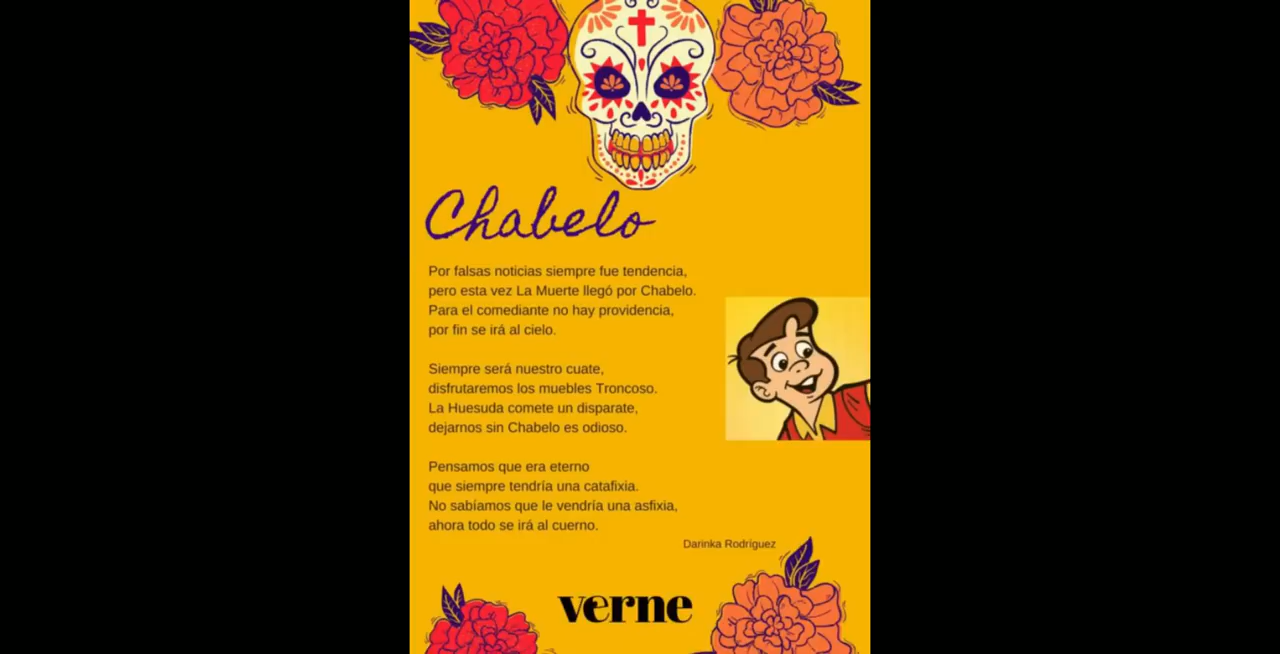 Chabelo
Por falsas noticias siempre fue tendencia,
pero esta vez La Muerte llegó por Chabelo.
Para el comediante no hay providencia,
por fin se irá al cielo.
Siempre será nuestro cuate,
disfrutaremos los muebles Troncoso.
La Huesuda comete un disparate,
dejarnos sin Chabelo es odioso.
Pensamos que era eterno
que siempre tendría una catafixia.
No sabíamos que le vendría una asfixia,
ahora todo se irá al cuerno.
Darinka Rodríguez
verne